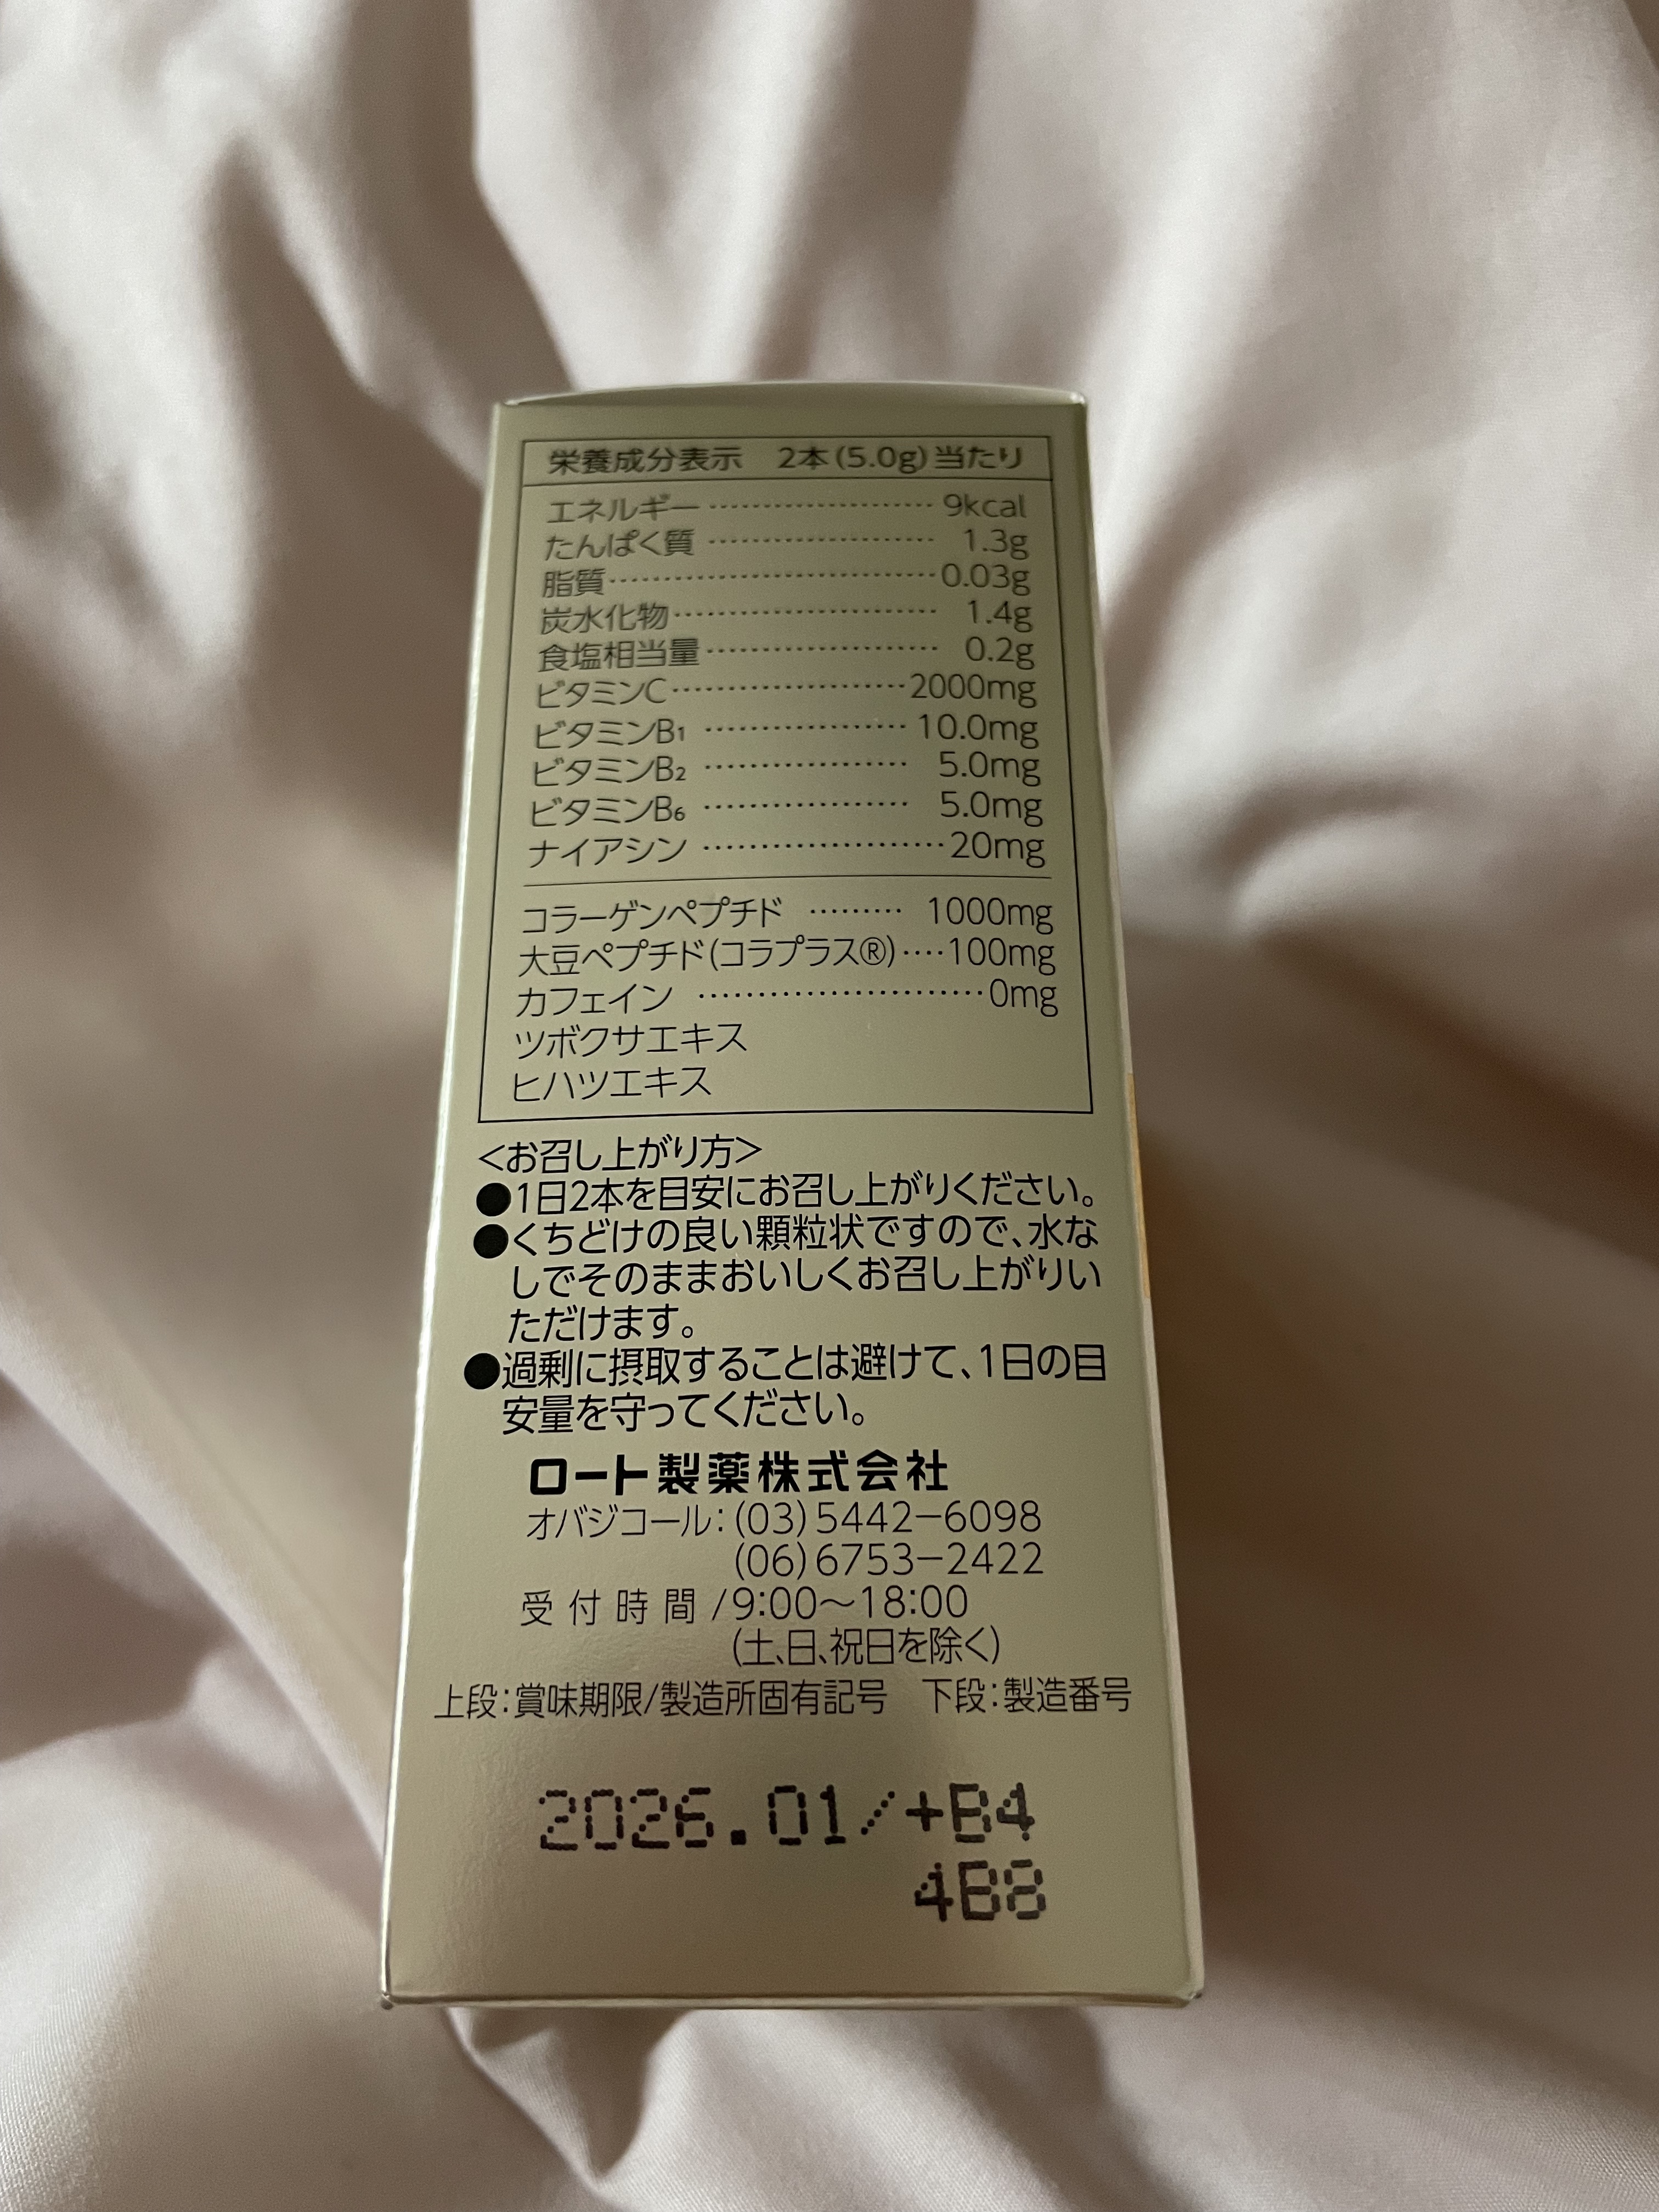 栄養成分表示　2本(5.0g)当たり
エネルギー ………………… 9kcal
たんぱく質 ………………… 1.3g
脂質…………………………0.03g
炭水化物…………………… 1.4g
食塩相当量………………… 0.2g
ビタミンC…………………2000mg
ビタミンB₁ ……………… 10.0mg
ビタミンB₂ ……………… 5.0mg
ビタミンB₆ ……………… 5.0mg
ナイアシン …………………20mg
コラーゲンペプチド ……… 1000mg
大豆ペプチド(コラプラス®)‥‥100mg
カフェイン ……………………0mg
ツボクサエキス
ヒハツエキス
<お召し上がり方>
●1日2本を目安にお召し上がりください。
●くちどけの良い顆粒状ですので、水な
しでそのままおいしくお召し上がりい
ただけます。
●過剰に摂取することは避けて、1日の目
安量を守ってください。
ロート製薬株式会社
オバジコール：(03)5442−6098
(06)6753−2422
受付時間/9:00〜18:00
(土、日、祝日を除く)
上段：賞味期限/製造所固有記号　下段：製造番号
2026.01/+B4
4B8